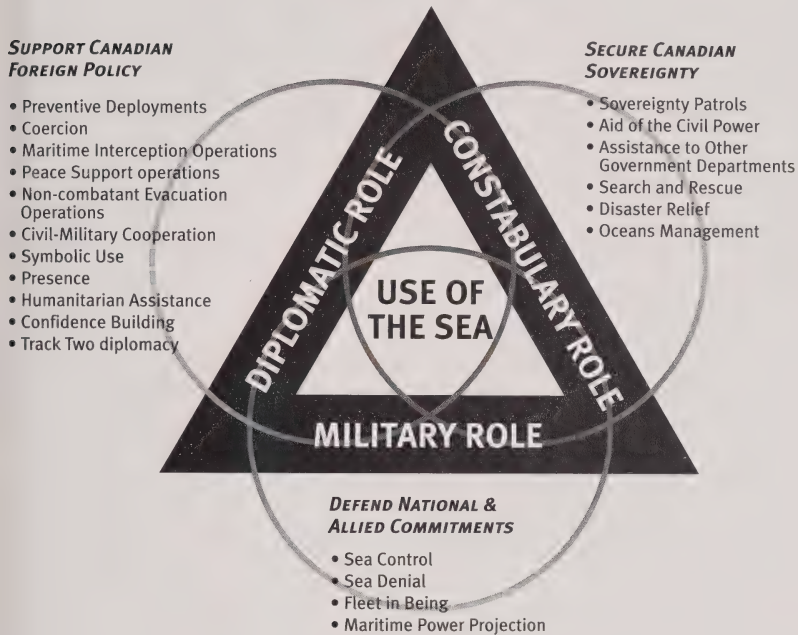 SUPPORT CANADIAN
FOREIGN POLICY
• Preventive Deployments
• Coercion
• Maritime Interception Operations
• Peace Support operations
• Non-combatant Evacuation
Operations
• Civil-Military Cooperation
• Symbolic Use
• Presence
• Humanitarian Assistance
• Confidence Building
• Track Two diplomacy
SECURE CANADIAN
SOVEREIGNTY
• Sovereignty Patrols
• Aid of the Civil Power
• Assistance to Other
Government Departments
• Search and Rescue
• Disaster Relief
• Oceans Management
DIPLOMATIC ROLE
CONSTABULARY ROLE
USE OF
THE SEA
MILITARY ROLE
DEFEND NATIONAL &
ALLIED COMMITMENTS
• Sea Control
• Sea Denial
• Fleet in Being
• Maritime Power Projection